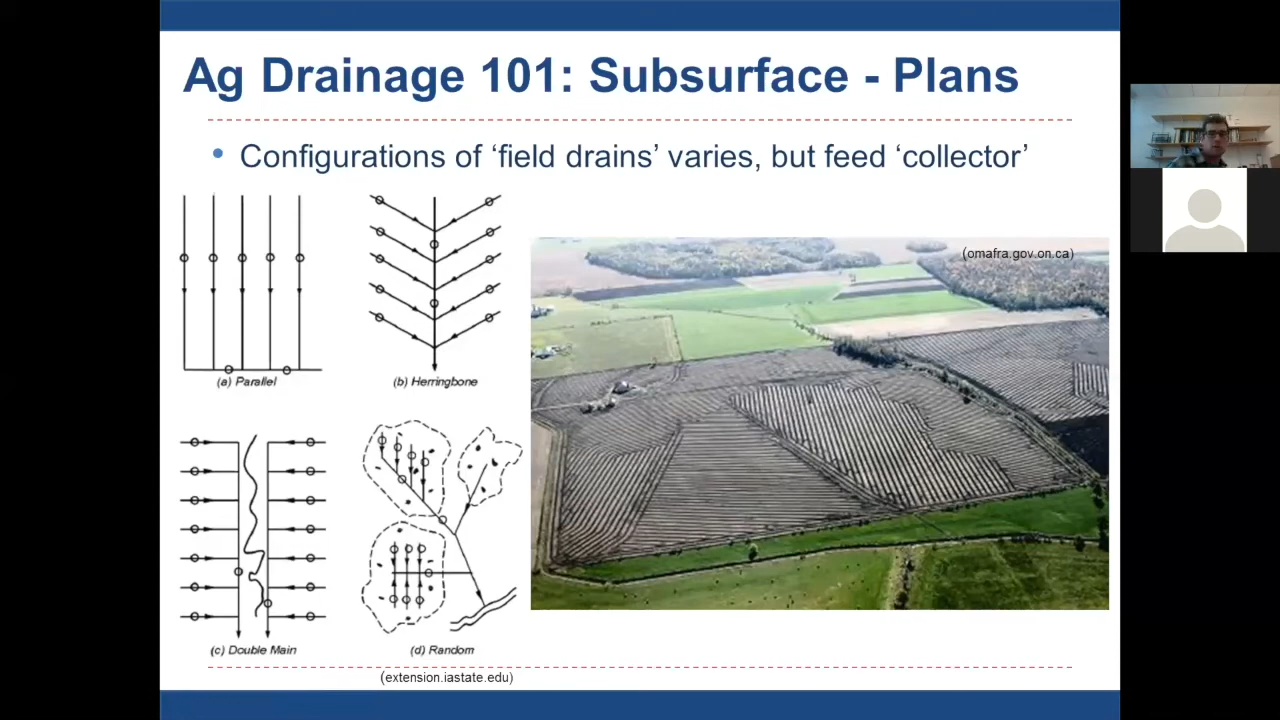 Ag Drainage 101: Subsurface - Plans
• Configurations of ‘field drains’ varies, but feed ‘collector’
(omafra.gov.on.ca)
(a) Parallel
(b) Herringbone
(c) Double Main
(d) Random
(extension.iastate.edu)